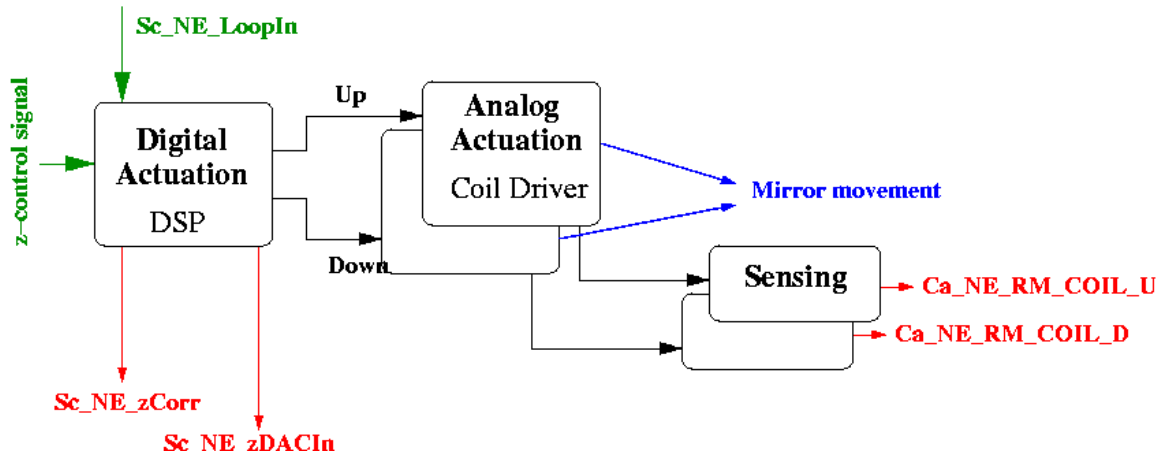 Sc_NE_LoopIn
z-control signal
Digital
Actuation
DSP
Up
Down
Analog
Actuation
Coil Driver
Mirror movement
Sensing
Ca_NE_RM_COIL_U
Ca_NE_RM_COIL_D
Sc_NE_zCorr
Sc_NE_zDACIn